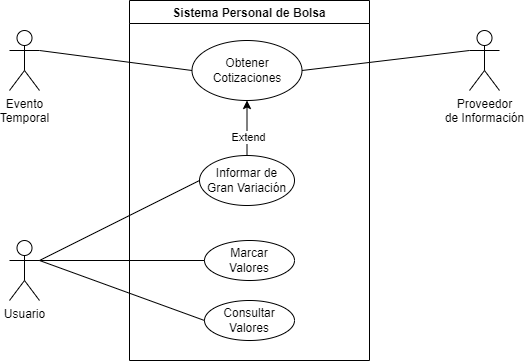 Sistema Personal de Bolsa
Obtener
Cotizaciones
Evento
Temporal
Proveedor
de Información
Extend
Informar de
Gran Variación
Marcar
Valores
Usuario
Consultar
Valores